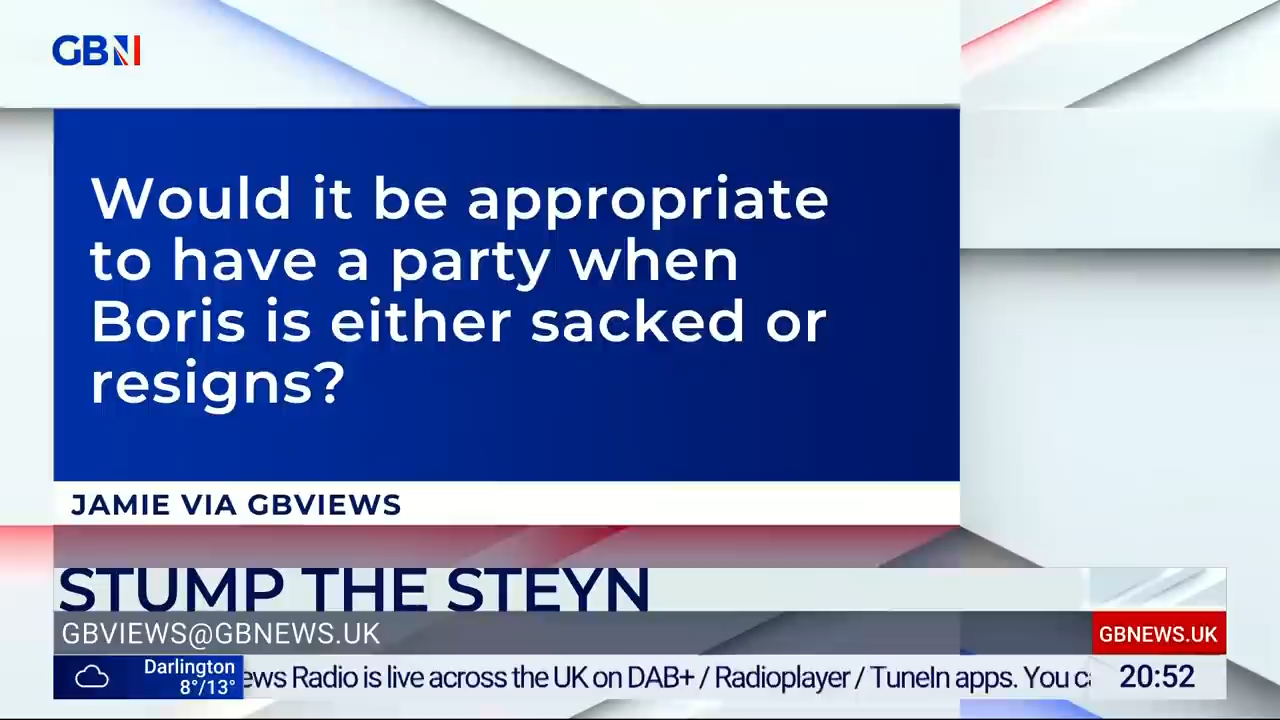 GBN
Would it be appropriate
to have a party when
Boris is either sacked or
resigns?
JAMIE VIA GBVIEWS
STUMP THE STEYN
GBVIEWS@GBNEWS.UK
GBNEWS.UK
Darlington
8°/13°
ews Radio is live across the UK on DAB+ / Radioplayer / TuneIn apps. You ca
20:52